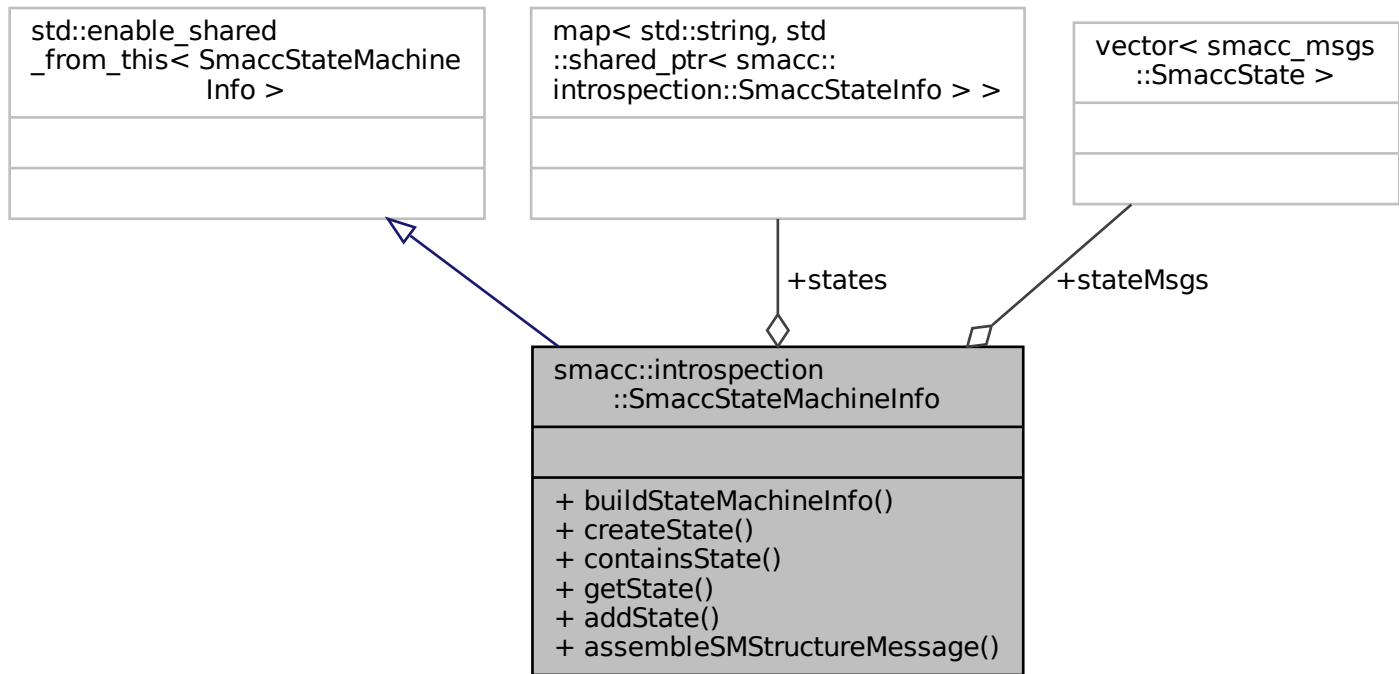 std::enable_shared
_from_this< SmaccStateMachine
Info >
map< std::string, std
::shared_ptr< smacc::
introspection::SmaccStateInfo > >
vector< smacc_msgs
::SmaccState >
+states
+stateMsgs
smacc::introspection
::SmaccStateMachineInfo
+ buildStateMachineInfo()
+ createState()
+ containsState()
+ getState()
+ addState()
+ assembleSMStructureMessage()